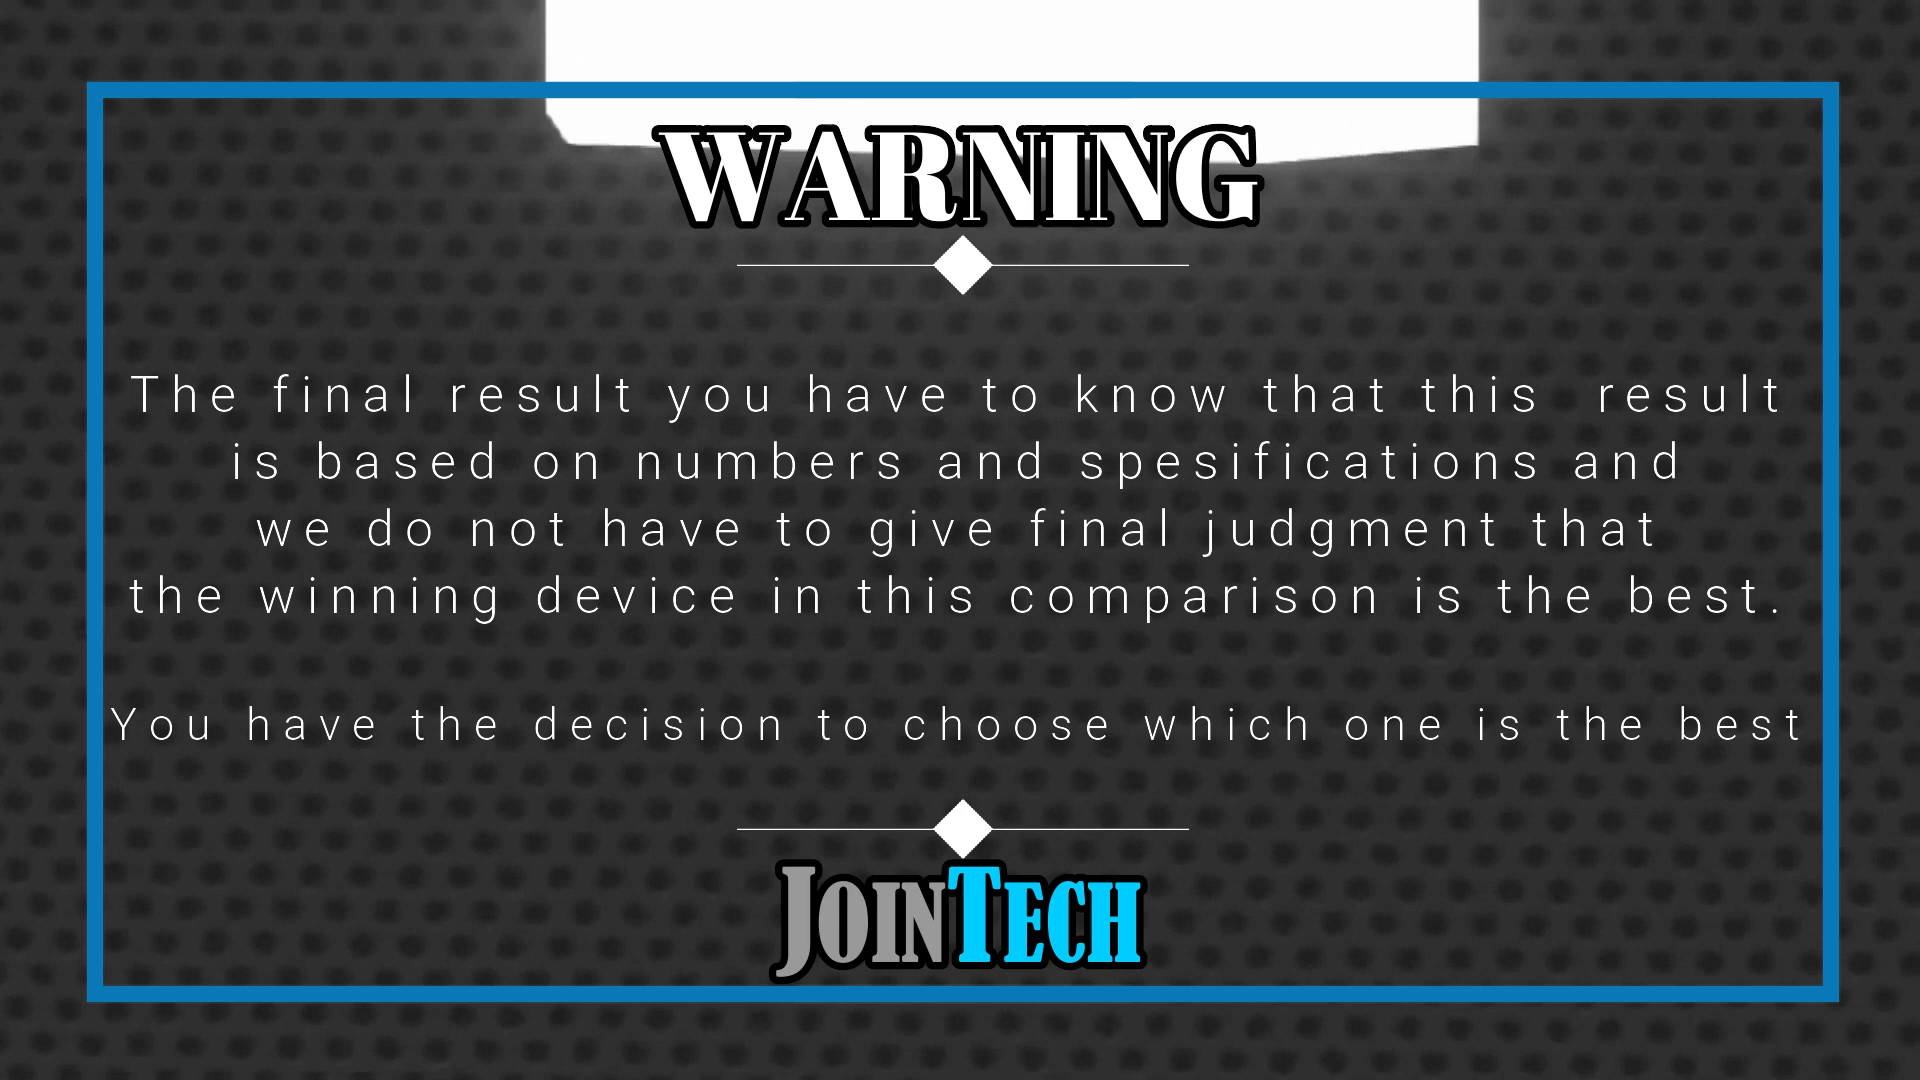 WARNING
The final result you have to know that this result
is based on numbers and spesifications and
we do not have to give final judgment that
the winning device in this comparison is the best.
You have the decision to choose which one is the best
JOINTECH